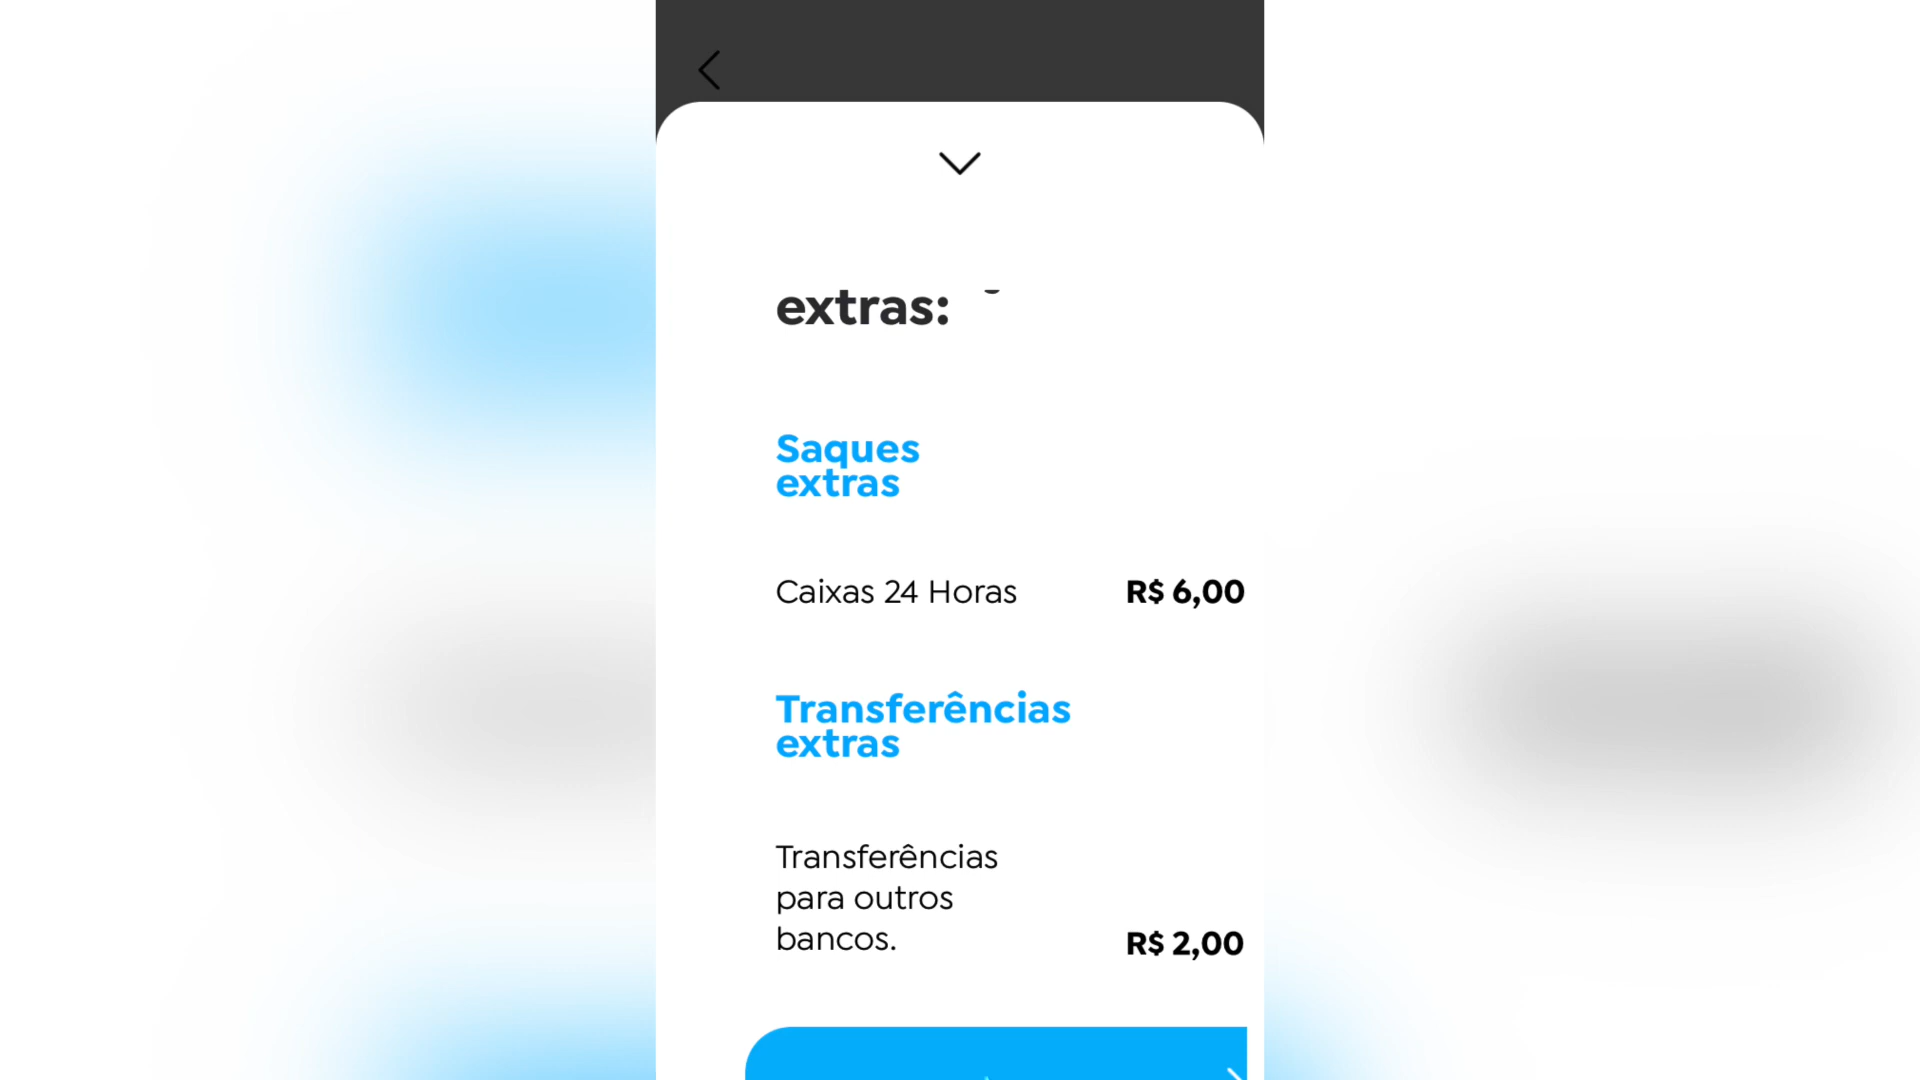 extras:
Saques
extras
Caixas 24 Horas R$ 6,00
Transferências
extras
Transferências
para outros
bancos. R$ 2,00